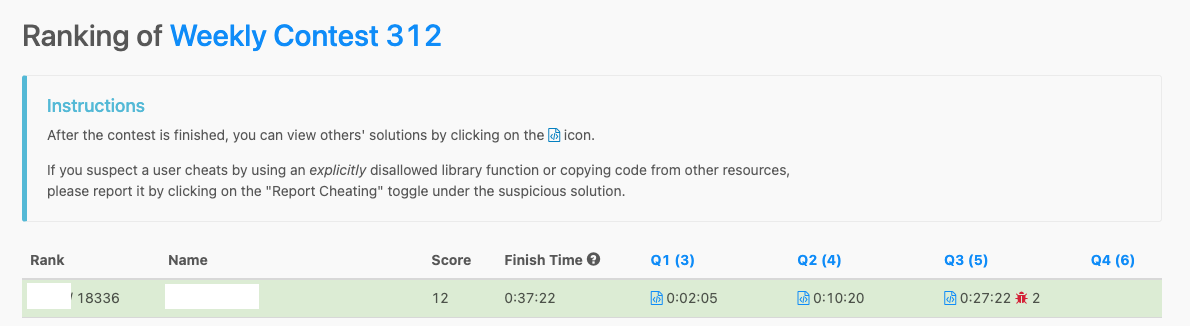 Ranking of Weekly Contest 312
Instructions
After the contest is finished, you can view others' solutions by clicking on the icon.
If you suspect a user cheats by using an explicitly disallowed library function or copying code from other resources,
please report it by clicking on the "Report Cheating" toggle under the suspicious solution.
Rank Name Score Finish Time Q1 (3) Q2 (4) Q3 (5) Q4 (6)
/ 18336 12 0:37:22 0:02:05 0:10:20 0:27:22 2